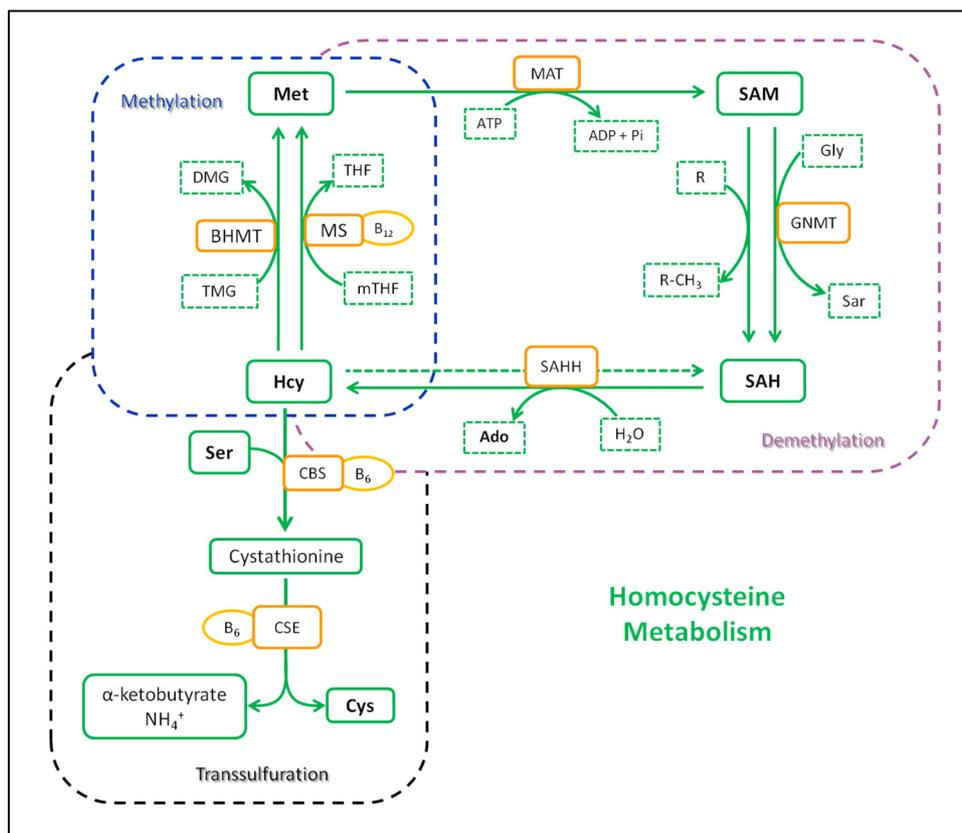 Methylation
Met
MAT
SAM
ATP
ADP + Pi
DMG
THF
BHMT
MS
B₁₂
TMG
mTHF
R
Gly
GNMT
R-CH₃
Sar
Hcy
SAHH
SAH
Ado
H₂O
Demethylation
Ser
CBS
B₆
Cystathionine
B₆
CSE
α-ketobutyrate
NH₄⁺
Cys
Transsulfuration
Homocysteine
Metabolism